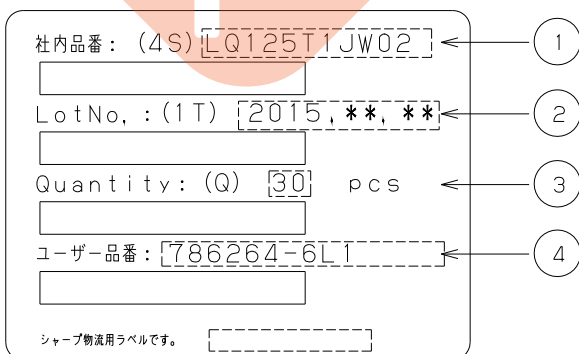 社内品番： (4S) LQ125T1JW02 1
LotNo, : (1T) 2015,**,** 2
Quantity: (Q) 30 pcs 3
ユーザー品番： 786264-6L1 4
シャープ物流用ラベルです。